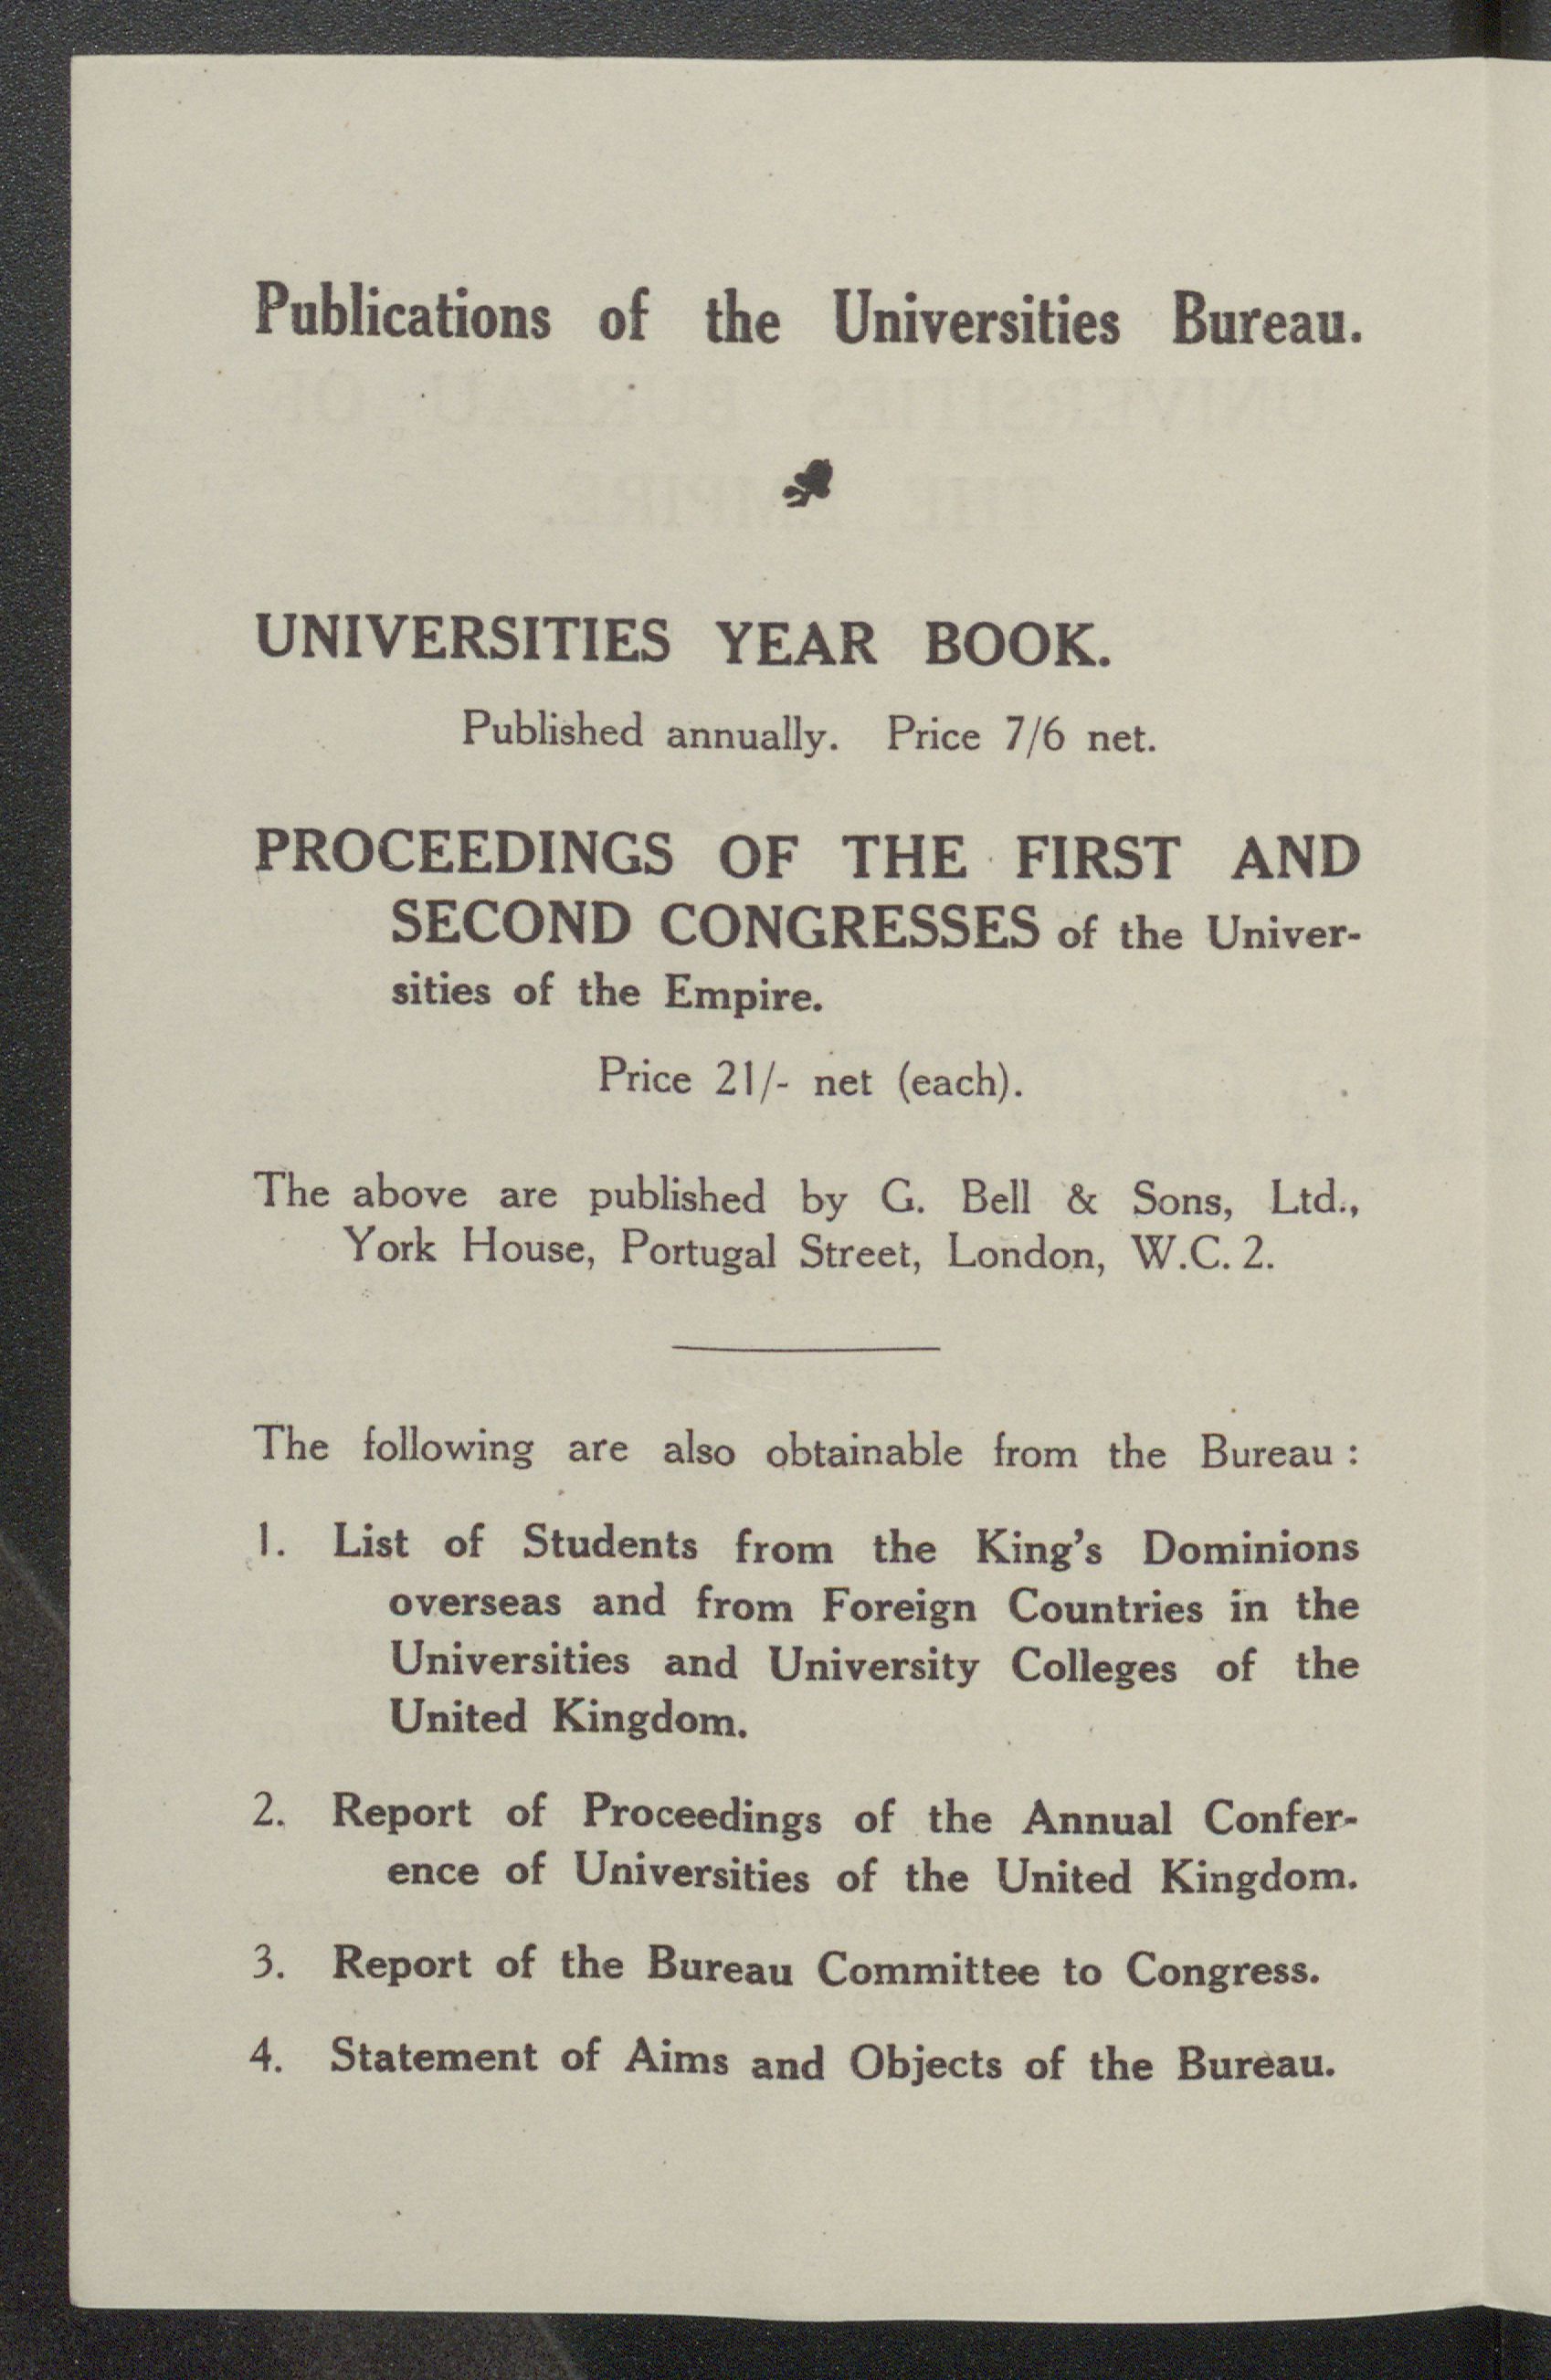 Publications of the Universities Bureau.
UNIVERSITIES YEAR BOOK.
Published annually. Price 7/6 net.
PROCEEDINGS OF THE FIRST AND
SECOND CONGRESSES of the Univer-
sities of the Empire.
Price 21/- net (each).
The above are published by G. Bell & Sons, Ltd.,
York House, Portugal Street, London, W.C. 2.
The following are also obtainable from the Bureau :
1. List of Students from the King's Dominions
overseas and from Foreign Countries in the
Universities and University Colleges of the
United Kingdom.
2. Report of Proceedings of the Annual Confer-
ence of Universities of the United Kingdom.
3. Report of the Bureau Committee to Congress.
4. Statement of Aims and Objects of the Bureau.